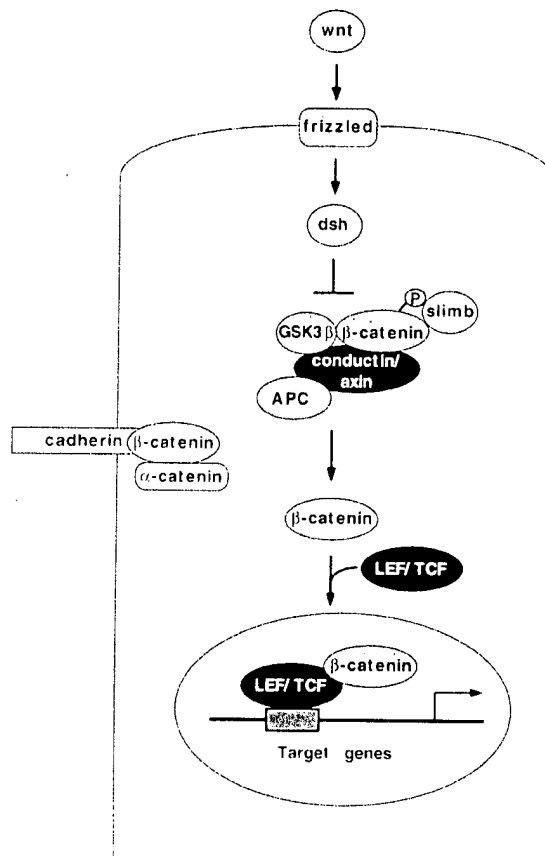 wnt
frizzled
dsh
P
slimb
GSK3 β
β-catenin
conductin/
axin
APC
cadherin
β-catenin
α-catenin
β-catenin
LEF/ TCF
β-catenin
LEF/ TCF
Target genes